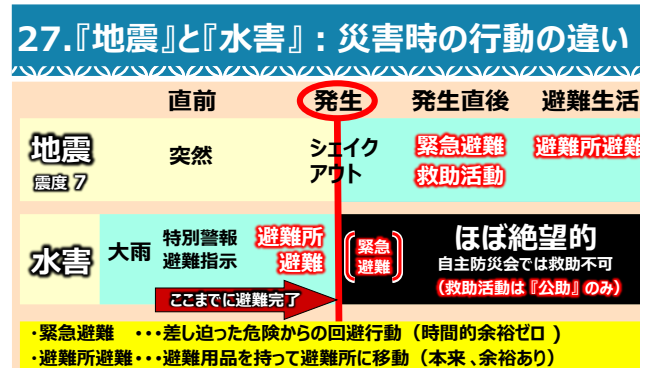 27.『地震』と『水害』：災害時の行動の違い
直前 発生 発生直後 避難生活
地震
震度7
突然
シェイク
アウト
緊急避難
救助活動
避難所避難
水害
大雨
特別警報
避難指示
避難所
避難
緊急
避難
ほぼ絶望的
自主防災会では救助不可
（救助活動は『公助』のみ）
ここまでに避難完了
・緊急避難 ・・・差し迫った危険からの回避行動（時間的余裕ゼロ）
・避難所避難・・・避難用品を持って避難所に移動（本来、余裕あり）